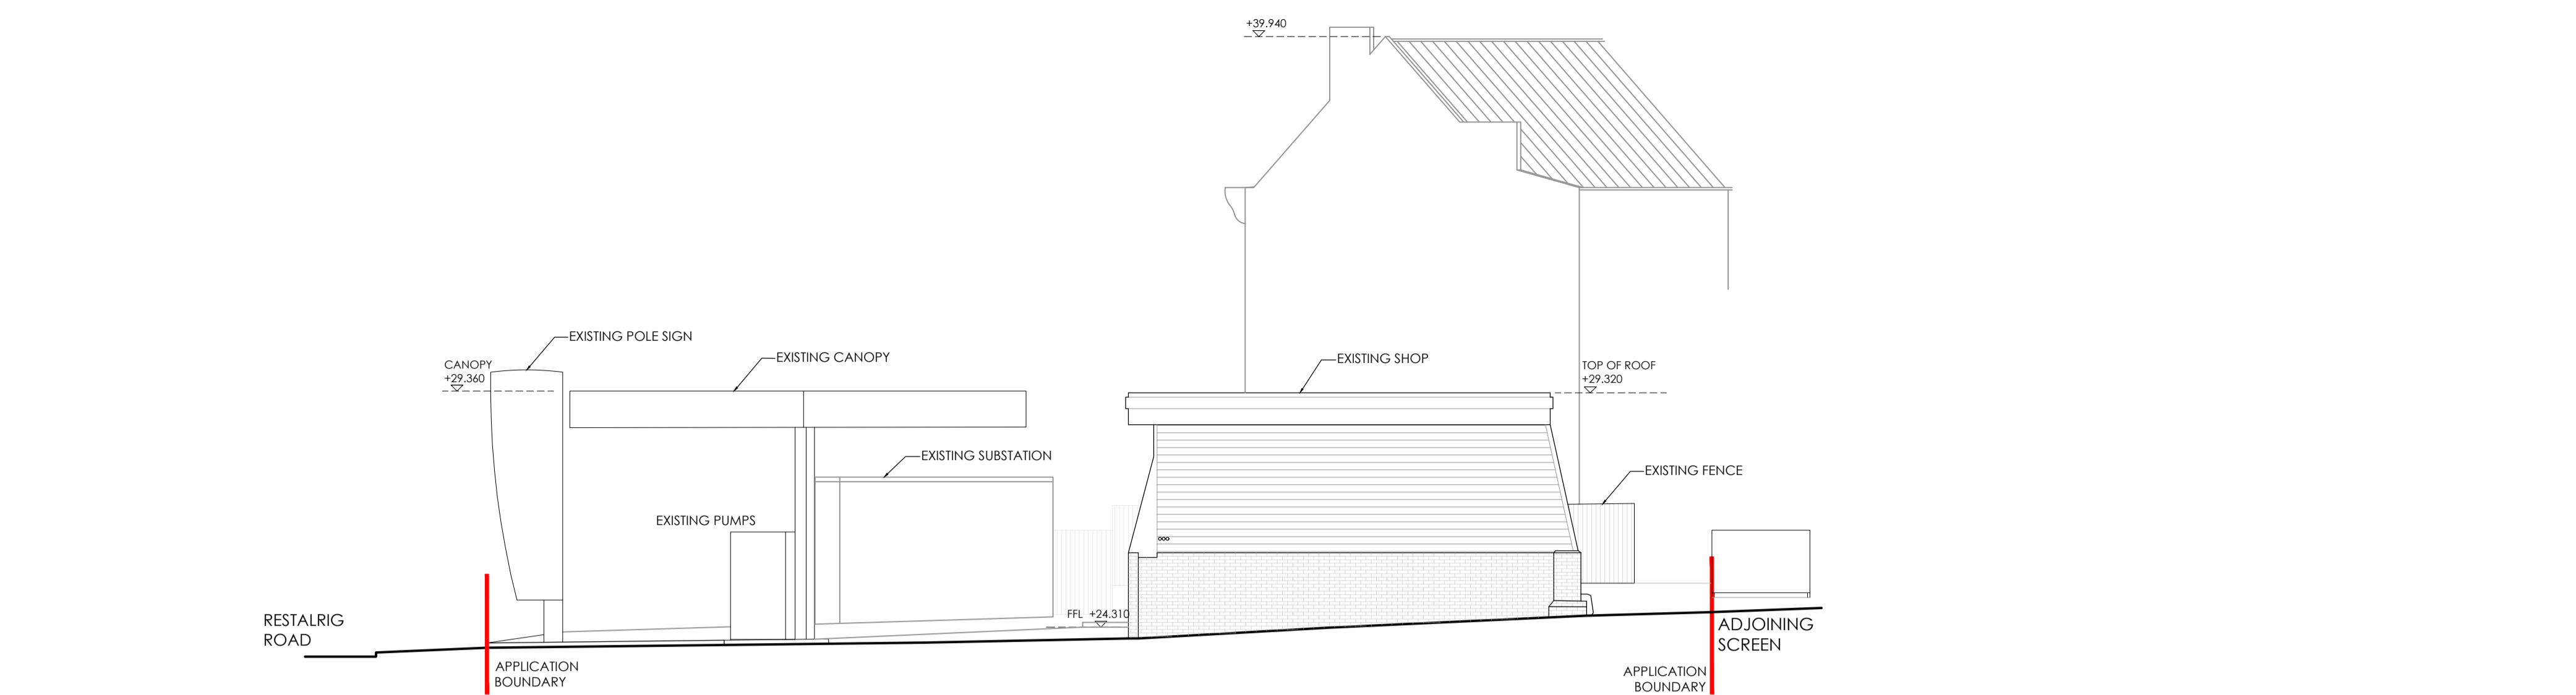 +39.940
EXISTING POLE SIGN
EXISTING CANOPY
EXISTING SHOP
CANOPY
+29.360
TOP OF ROOF
+29.320
EXISTING SUBSTATION
EXISTING FENCE
EXISTING PUMPS
FFL +24.310
RESTALRIG
ROAD
ADJOINING
SCREEN
APPLICATION
BOUNDARY
APPLICATION
BOUNDARY